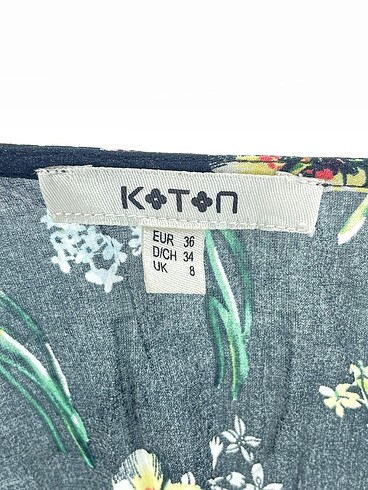 KOTON
EUR 36
D/CH 34
UK 8